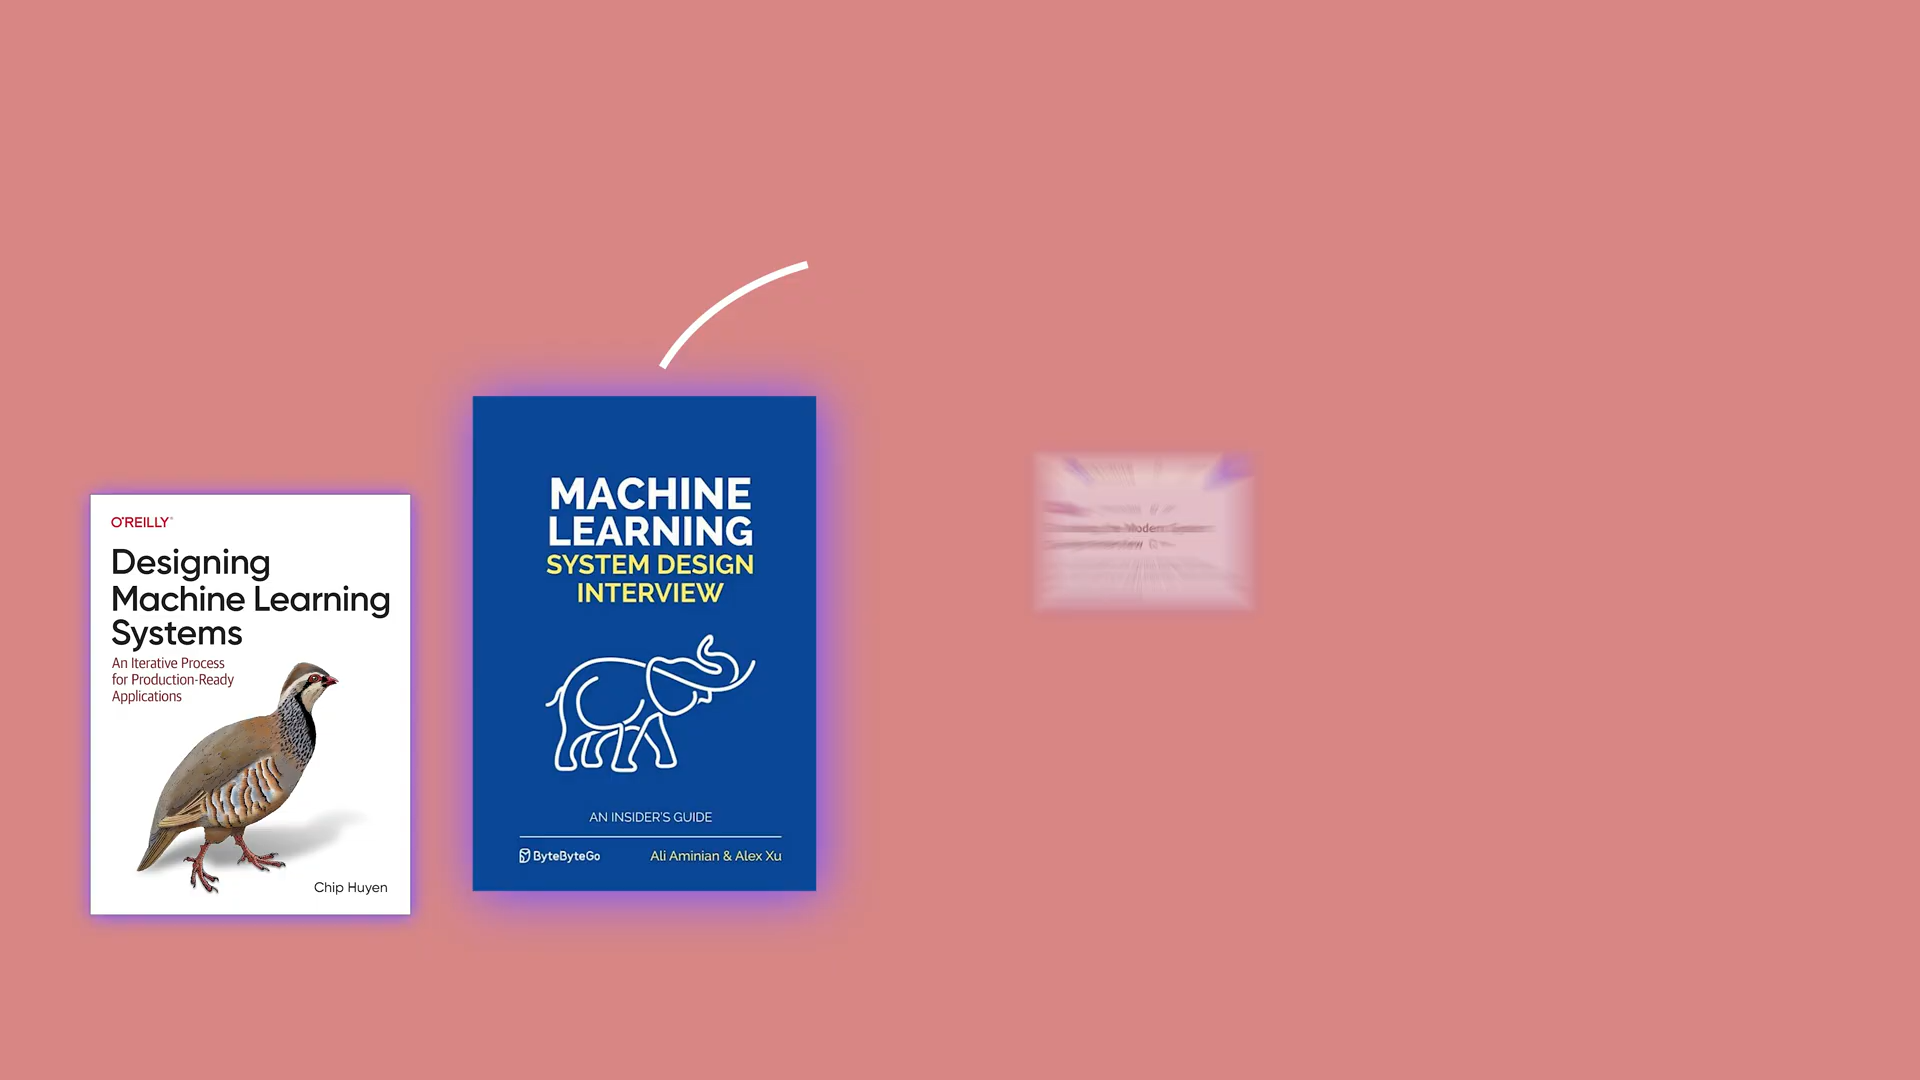 O'REILLY®
Designing
Machine Learning
Systems
An Iterative Process
for Production-Ready
Applications
Chip Huyen
MACHINE
LEARNING
SYSTEM DESIGN
INTERVIEW
AN INSIDER'S GUIDE
ByteByteGo
Ali Aminian & Alex Xu